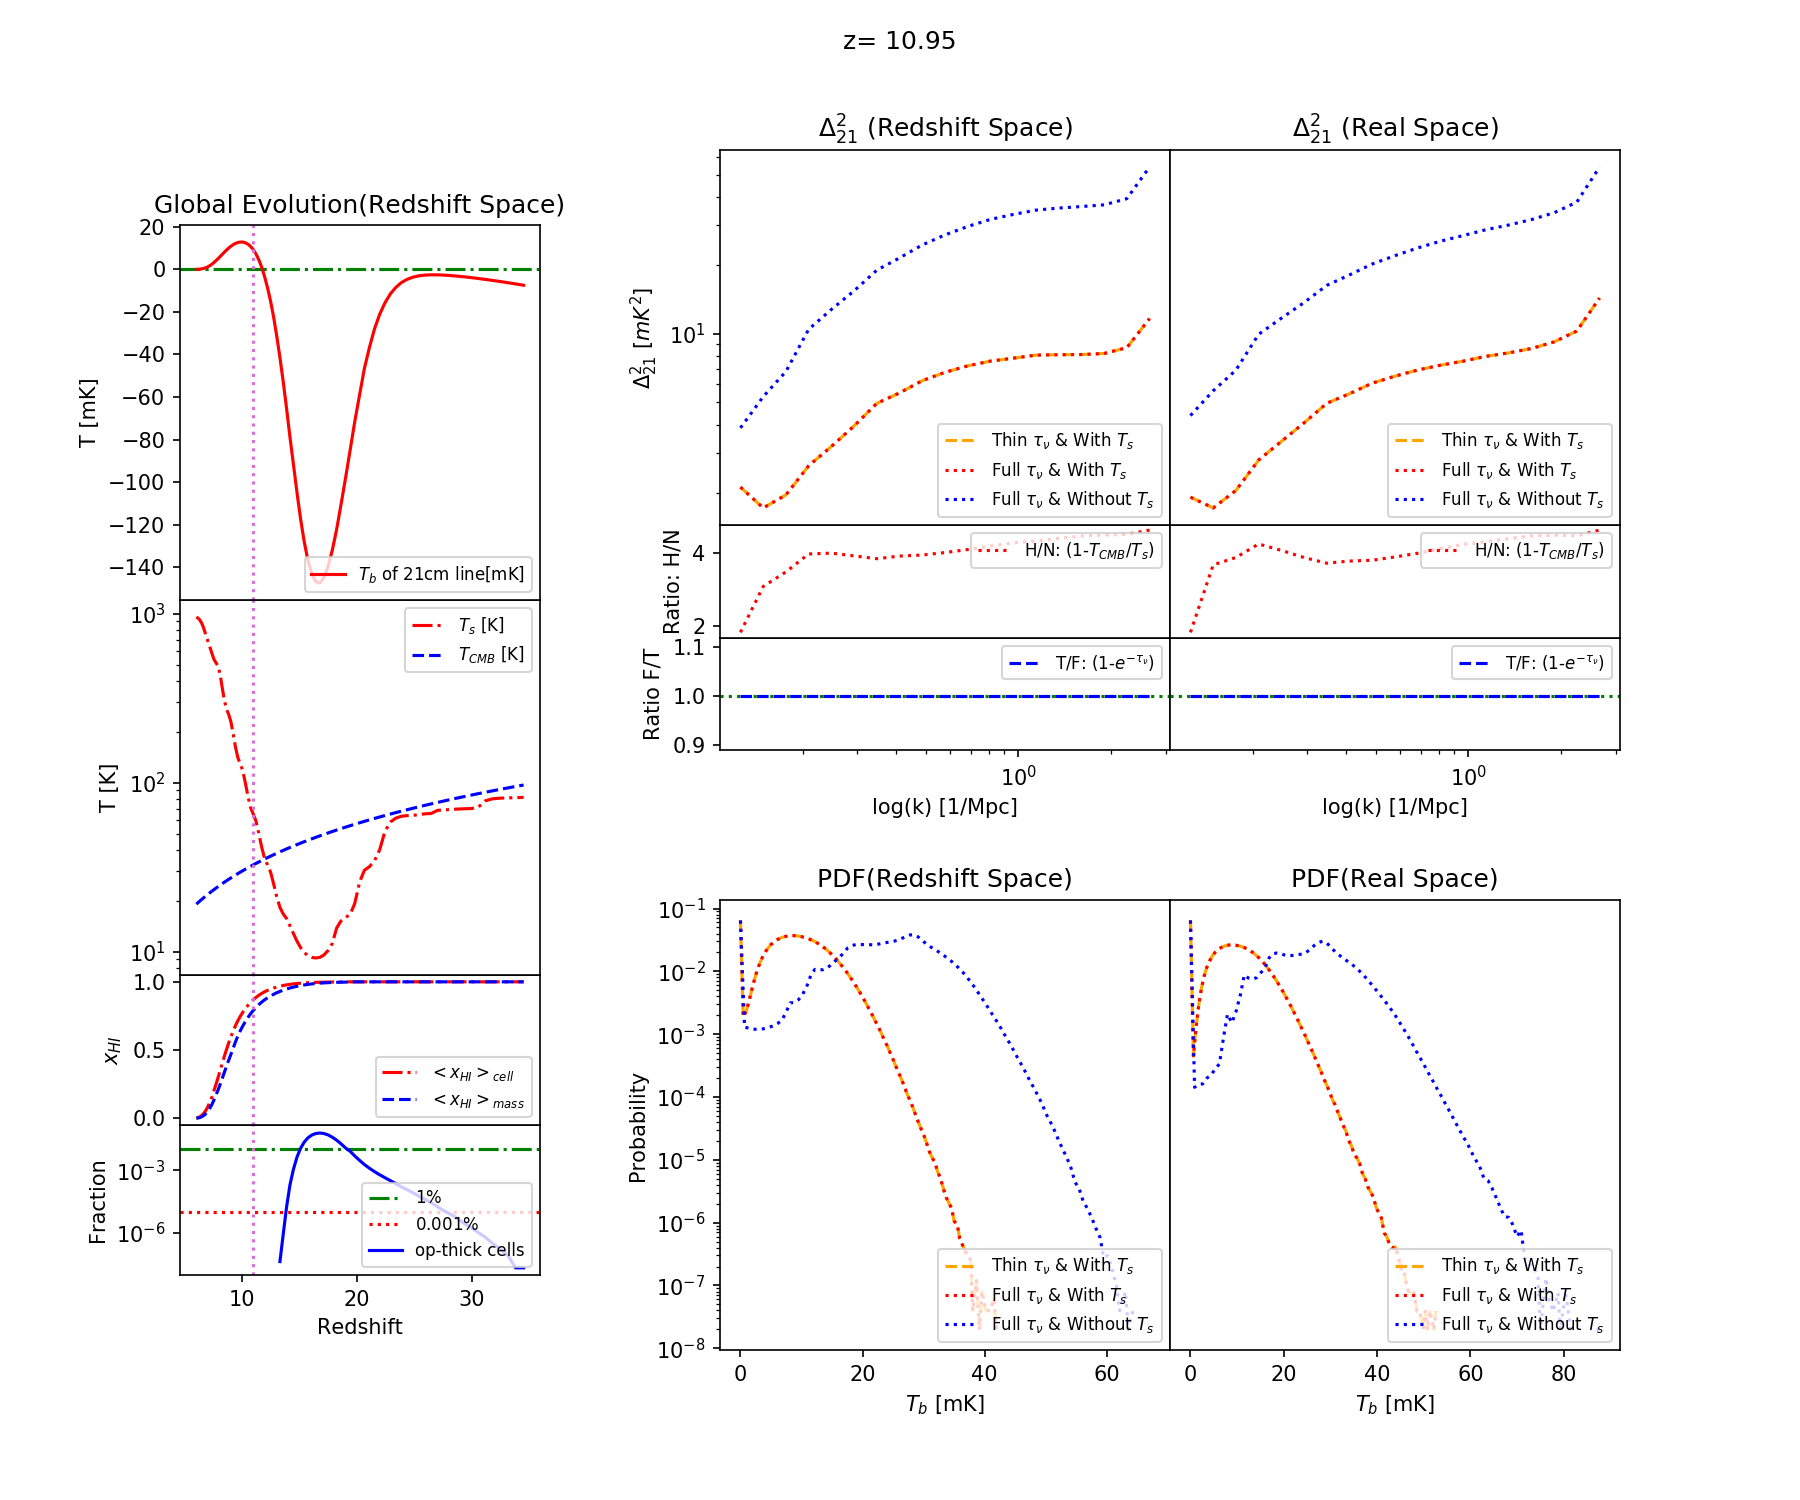 z= 10.95
Global Evolution(Redshift Space)
20
0
−20
−40
−60
−80
−100
−120
−140
T [mK]
T_b of 21cm line[mK]
10^3
10^2
10^1
T [K]
T_s [K]
T_CMB [K]
1.0
0.5
0.0
x_HI
< x_HI >_cell
< x_HI >_mass
10^−3
10^−6
Fraction
1%
0.001%
op-thick cells
10 20 30
Redshift
Δ^2_21 (Redshift Space)
Δ^2_21 (Real Space)
Δ^2_21 [mK^2]
10^1
Thin τ_ν & With T_s
Full τ_ν & With T_s
Full τ_ν & Without T_s
Thin τ_ν & With T_s
Full τ_ν & With T_s
Full τ_ν & Without T_s
Ratio: H/N
4
2
H/N: (1-T_CMB/T_s)
H/N: (1-T_CMB/T_s)
Ratio F/T
1.1
1.0
0.9
T/F: (1-e^−τ_ν)
T/F: (1-e^−τ_ν)
10^0
10^0
log(k) [1/Mpc]
log(k) [1/Mpc]
PDF(Redshift Space)
PDF(Real Space)
Probability
10^−1
10^−2
10^−3
10^−4
10^−5
10^−6
10^−7
10^−8
Thin τ_ν & With T_s
Full τ_ν & With T_s
Full τ_ν & Without T_s
Thin τ_ν & With T_s
Full τ_ν & With T_s
Full τ_ν & Without T_s
0 20 40 60
0 20 40 60 80
T_b [mK]
T_b [mK]